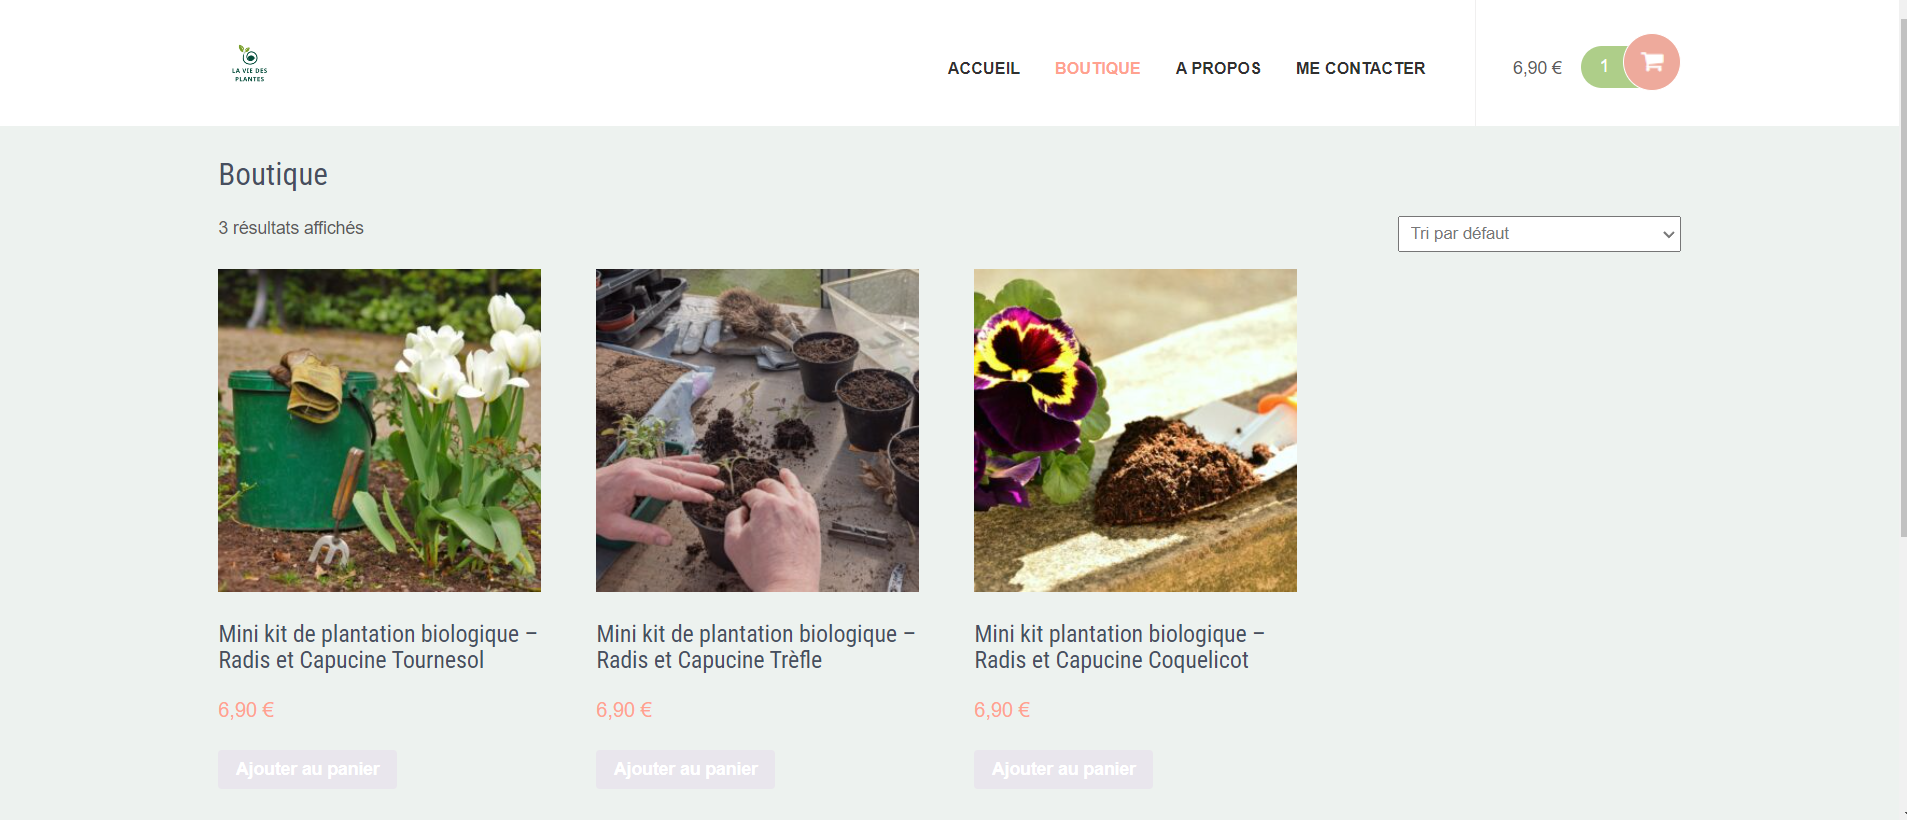 LA VIE DES
PLANTES
ACCUEIL
BOUTIQUE
A PROPOS
ME CONTACTER
6,90 €
1
Boutique
3 résultats affichés
Tri par défaut
Mini kit de plantation biologique –
Radis et Capucine Tournesol
6,90 €
Ajouter au panier
Mini kit de plantation biologique –
Radis et Capucine Trèfle
6,90 €
Ajouter au panier
Mini kit plantation biologique –
Radis et Capucine Coquelicot
6,90 €
Ajouter au panier